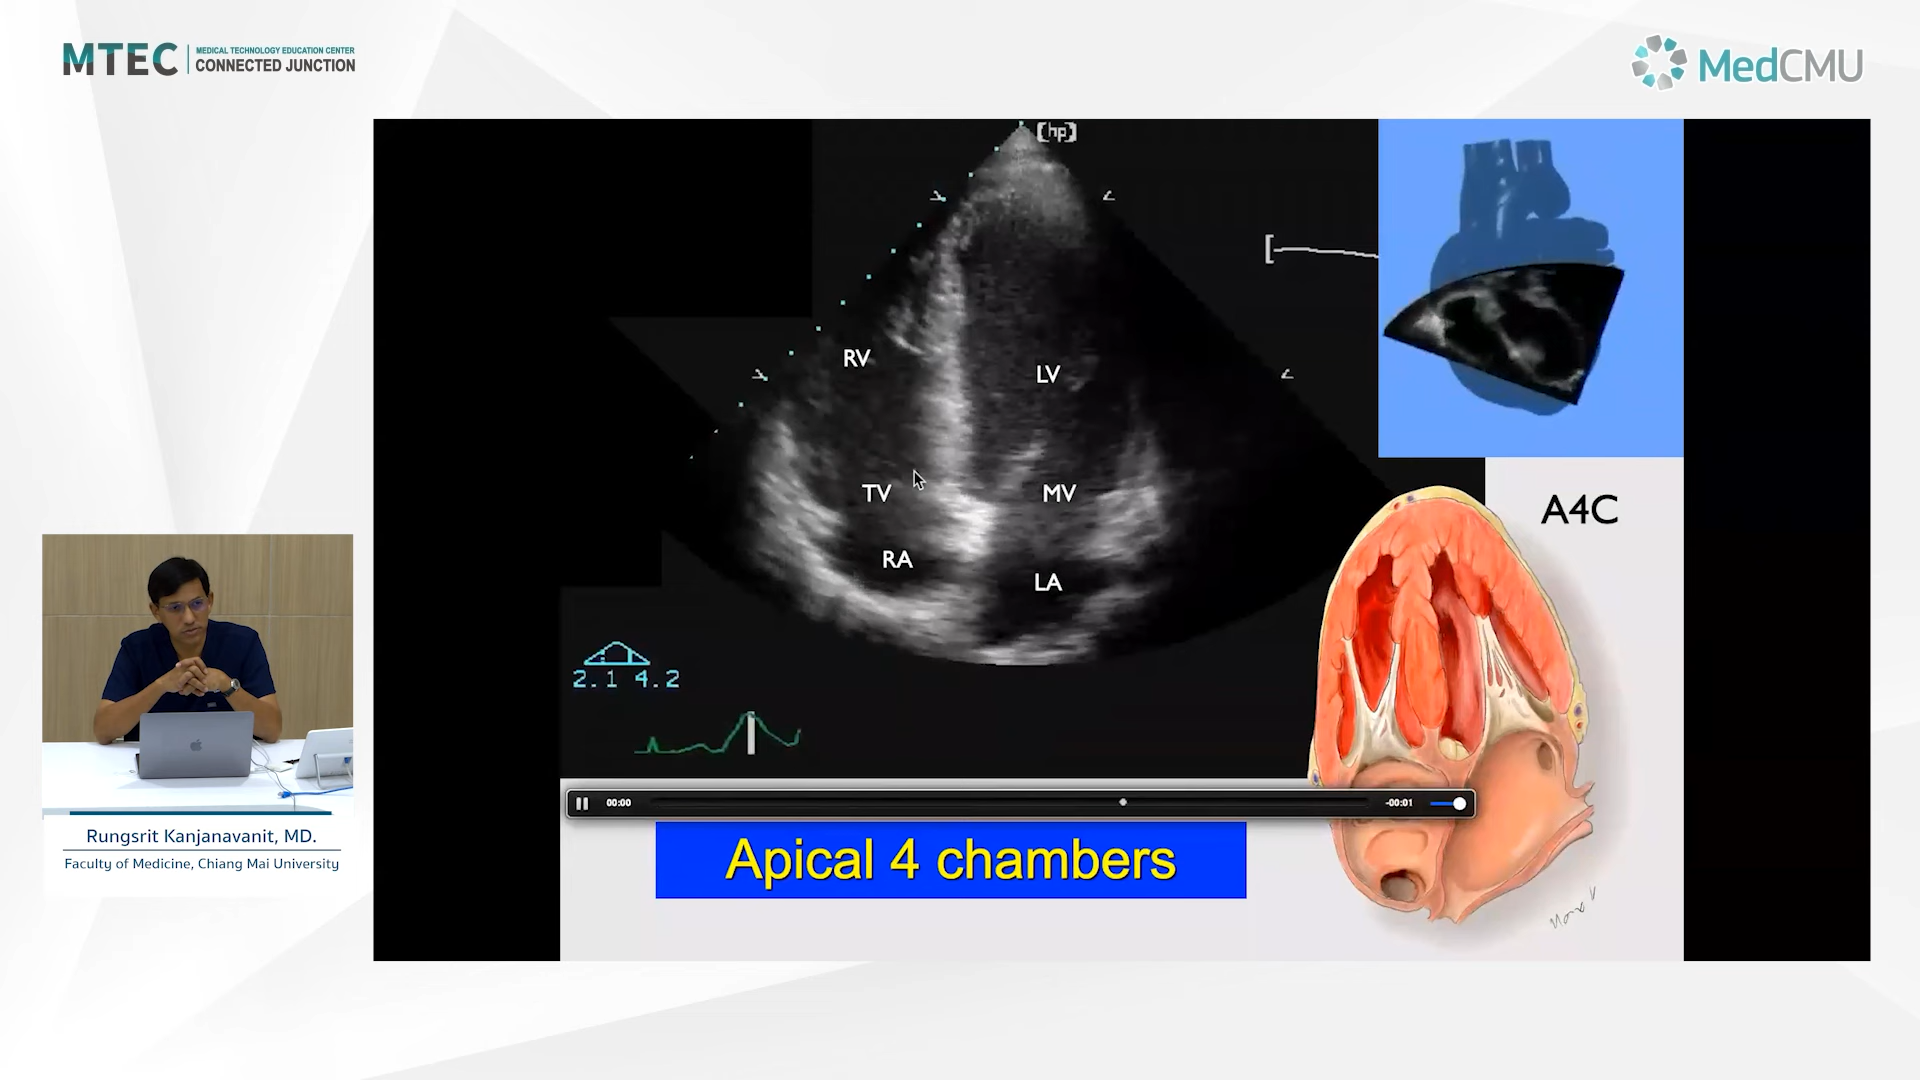 MTEC
MEDICAL TECHNOLOGY EDUCATION CENTER
CONNECTED JUNCTION
MedCMU
[hp]
RV
LV
TV
MV
RA
LA
A4C
2.1 4.2
00:00
-00:01
Apical 4 chambers
Rungsrit Kanjanavanit, MD.
Faculty of Medicine, Chiang Mai University